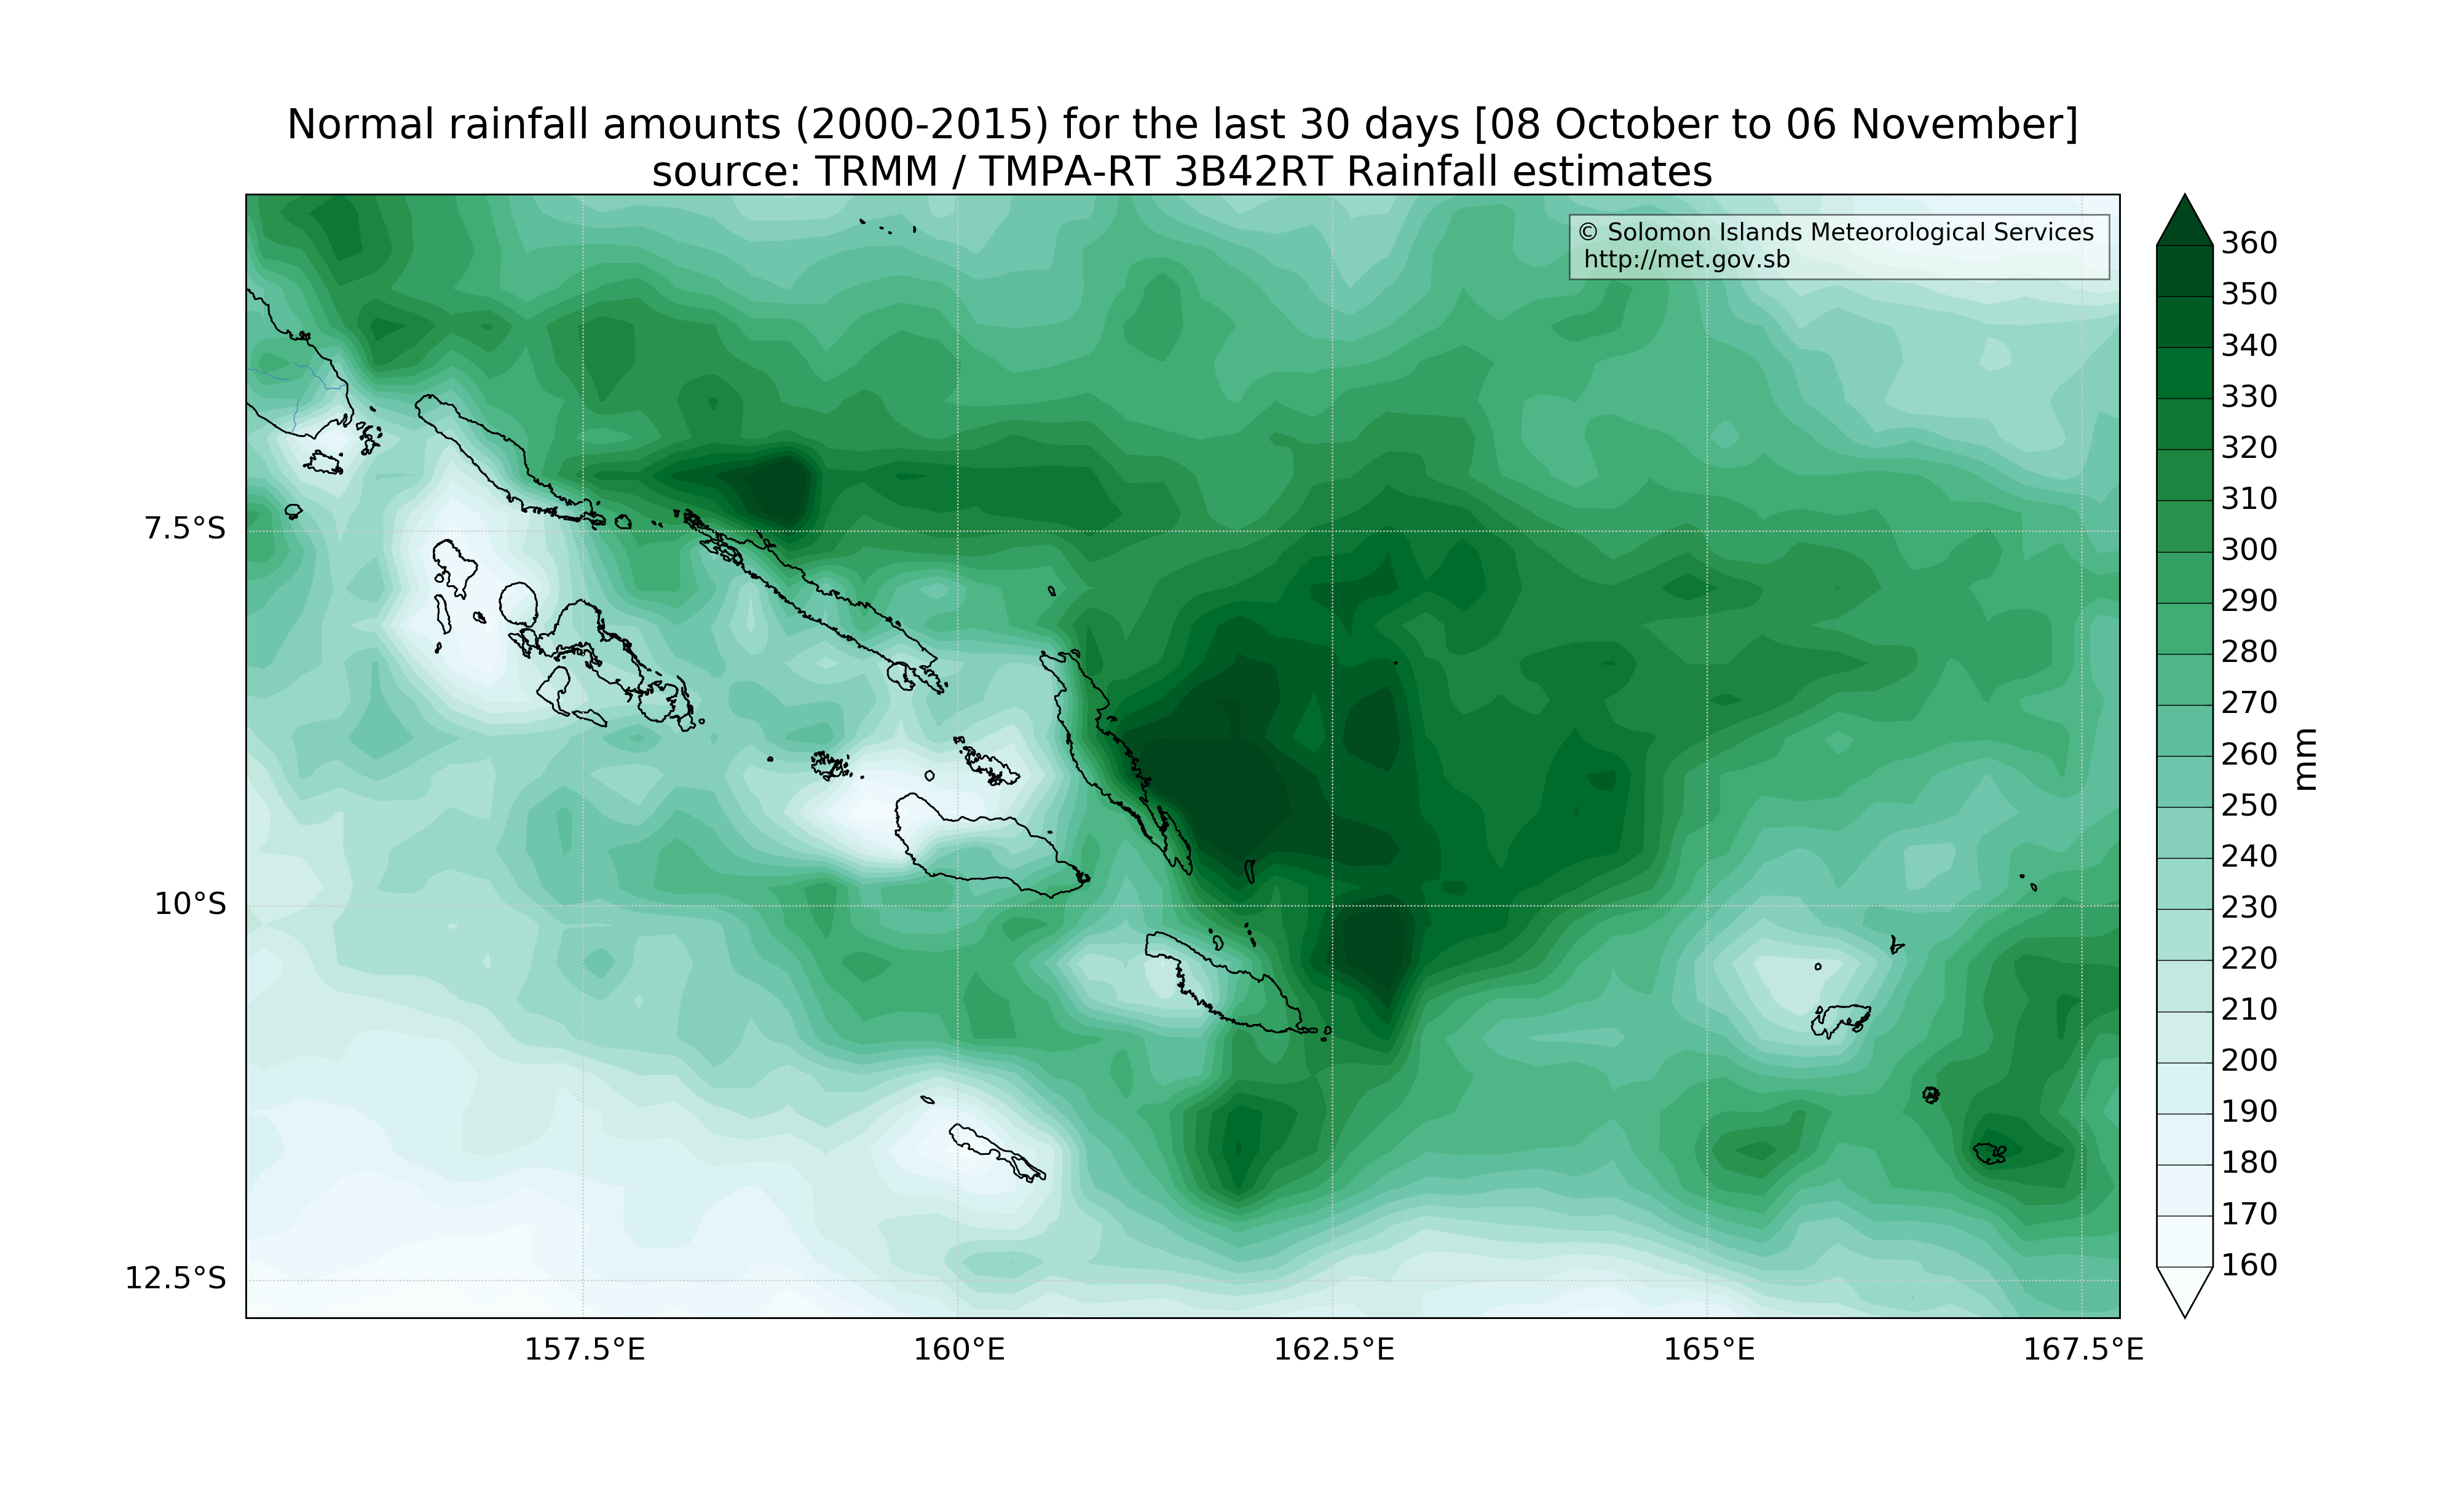 Normal rainfall amounts (2000-2015) for the last 30 days [08 October to 06 November]
source: TRMM / TMPA-RT 3B42RT Rainfall estimates
© Solomon Islands Meteorological Services
http://met.gov.sb
7.5°S
10°S
12.5°S
157.5°E
160°E
162.5°E
165°E
167.5°E
360
350
340
330
320
310
300
290
280
270
260
250
240
230
220
210
200
190
180
170
160
mm